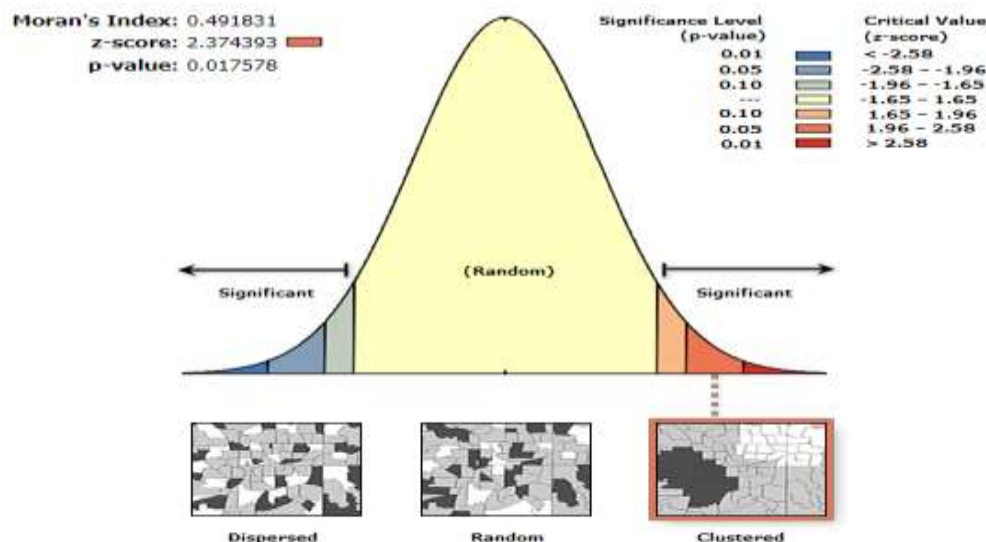 Moran's Index: 0.491831
z-score: 2.374393
p-value: 0.017578
Significance Level
(p-value)
Critical Value
(z-score)
0.01 < -2.58
0.05 -2.58 - -1.96
0.10 -1.96 - -1.65
--- -1.65 - 1.65
0.10 1.65 - 1.96
0.05 1.96 - 2.58
0.01 > 2.58
(Random)
Significant
Significant
Dispersed
Random
Clustered